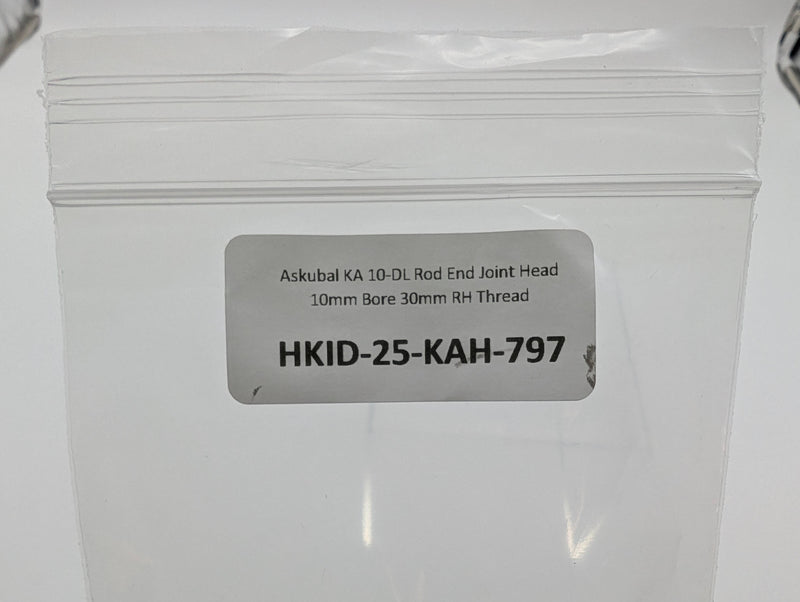 Askubal KA 10-DL Rod End Joint Head
10mm Bore 30mm RH Thread
HKID-25-KAH-797